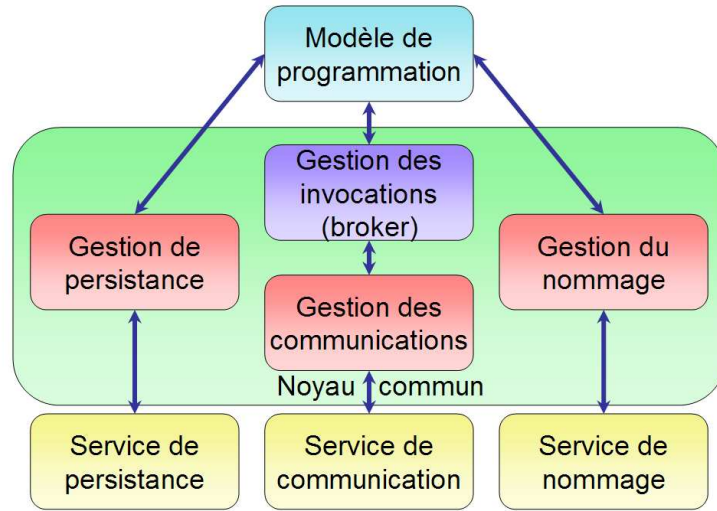 Modèle de
programmation
Gestion des
invocations
(broker)
Gestion de
persistance
Gestion du
nommage
Gestion des
communications
Noyau commun
Service de
persistance
Service de
communication
Service de
nommage